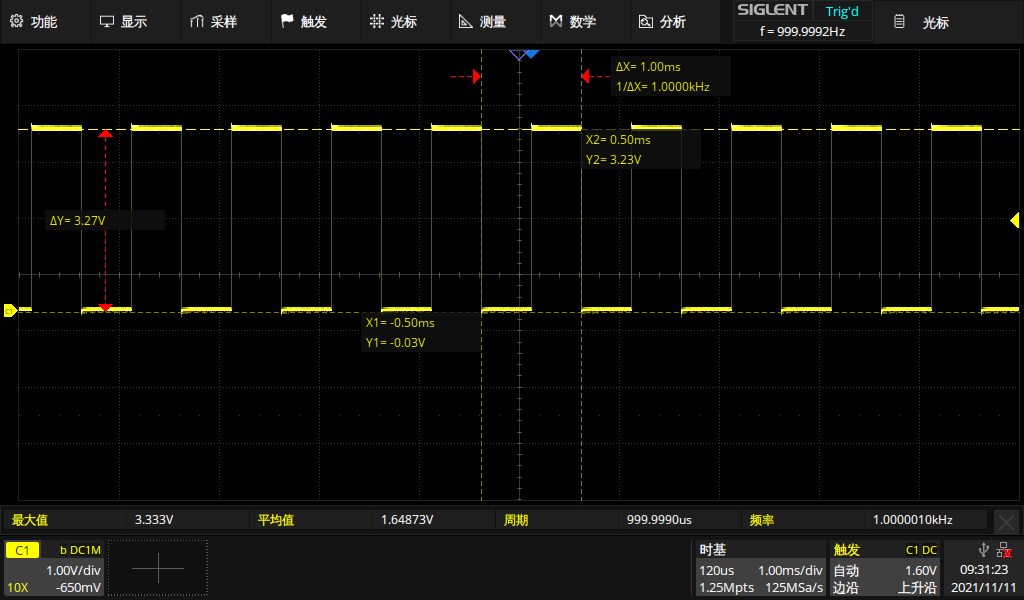 功能 显示 采样 触发 光标 测量 数学 分析
SIGLENT Trig'd
f = 999.9992Hz
光标
ΔX= 1.00ms
1/ΔX= 1.0000kHz
X2= 0.50ms
Y2= 3.23V
ΔY= 3.27V
C1
X1= -0.50ms
Y1= -0.03V
最大值 3.333V 平均值 1.64873V 周期 999.9990us 频率 1.0000010kHz
C1 b DC1M
1.00V/div
10X -650mV
时基
120us 1.00ms/div
1.25Mpts 125MSa/s
触发 C1 DC
自动 1.60V
边沿 上升沿
09:31:23
2021/11/11